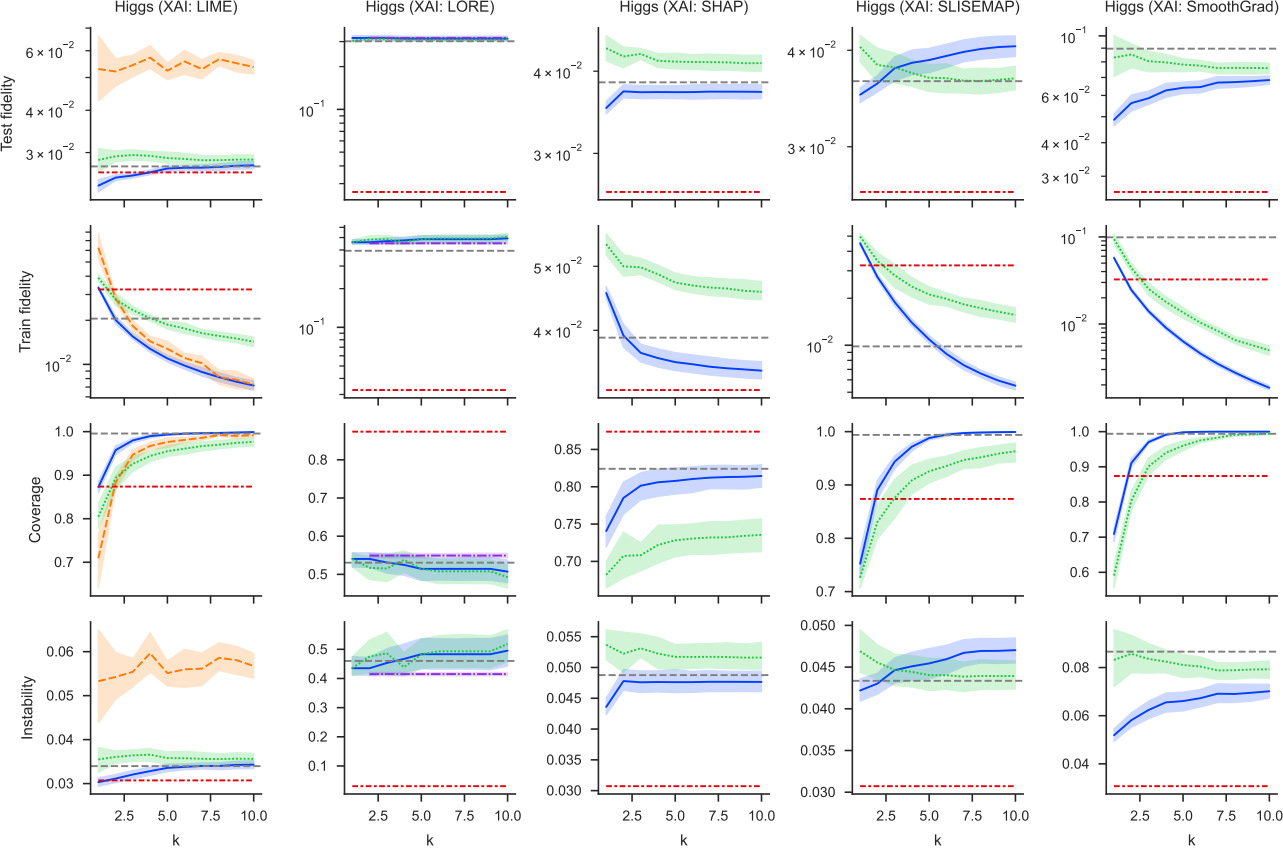 Higgs (XAI: LIME) Higgs (XAI: LORE) Higgs (XAI: SHAP) Higgs (XAI: SLISEMAP) Higgs (XAI: SmoothGrad)
Test fidelity
6 × 10⁻²
4 × 10⁻²
3 × 10⁻²
10⁻¹
4 × 10⁻²
3 × 10⁻²
4 × 10⁻²
3 × 10⁻²
10⁻¹
6 × 10⁻²
4 × 10⁻²
3 × 10⁻²
Train fidelity
10⁻²
10⁻¹
5 × 10⁻²
4 × 10⁻²
10⁻²
10⁻¹
10⁻²
Coverage
1.0
0.9
0.8
0.7
0.8
0.7
0.6
0.5
0.85
0.80
0.75
0.70
1.0
0.9
0.8
0.7
1.0
0.9
0.8
0.7
0.6
Instability
0.06
0.05
0.04
0.03
0.5
0.4
0.3
0.2
0.1
0.055
0.050
0.045
0.040
0.035
0.030
0.050
0.045
0.040
0.035
0.030
0.08
0.06
0.04
2.5 5.0 7.5 10.0 2.5 5.0 7.5 10.0 2.5 5.0 7.5 10.0 2.5 5.0 7.5 10.0 2.5 5.0 7.5 10.0
k k k k k